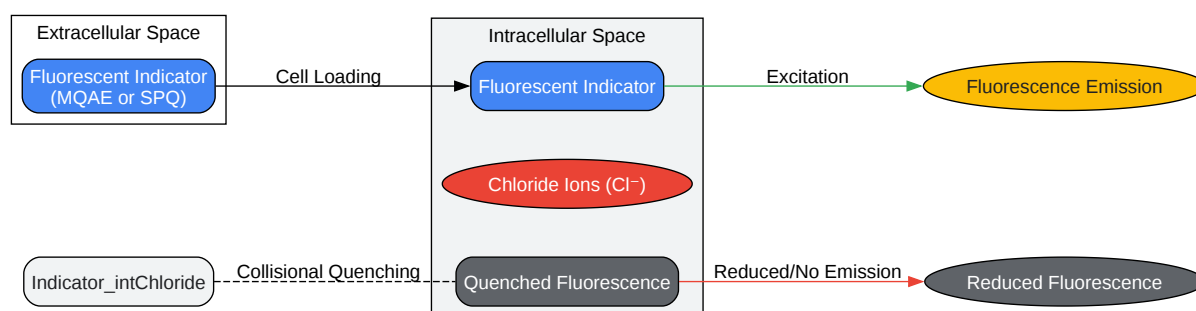 Extracellular Space
Intracellular Space
Fluorescent Indicator
(MQAE or SPQ)
Cell Loading
Fluorescent Indicator
Excitation
Fluorescence Emission
Chloride Ions (Cl⁻)
Indicator_intChloride
Collisional Quenching
Quenched Fluorescence
Reduced/No Emission
Reduced Fluorescence